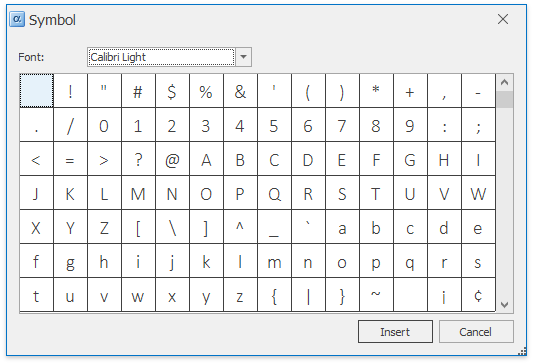 α Symbol
Font: Calibri Light
! " # $ % & ' ( ) * + , -
. / 0 1 2 3 4 5 6 7 8 9 : ;
< = > ? @ A B C D E F G H I
J K L M N O P Q R S T U V W
X Y Z [ \ ] ^ _ ` a b c d e
f g h i j k l m n o p q r s
t u v w x y z { | } ~ ¡ ¢
Insert Cancel